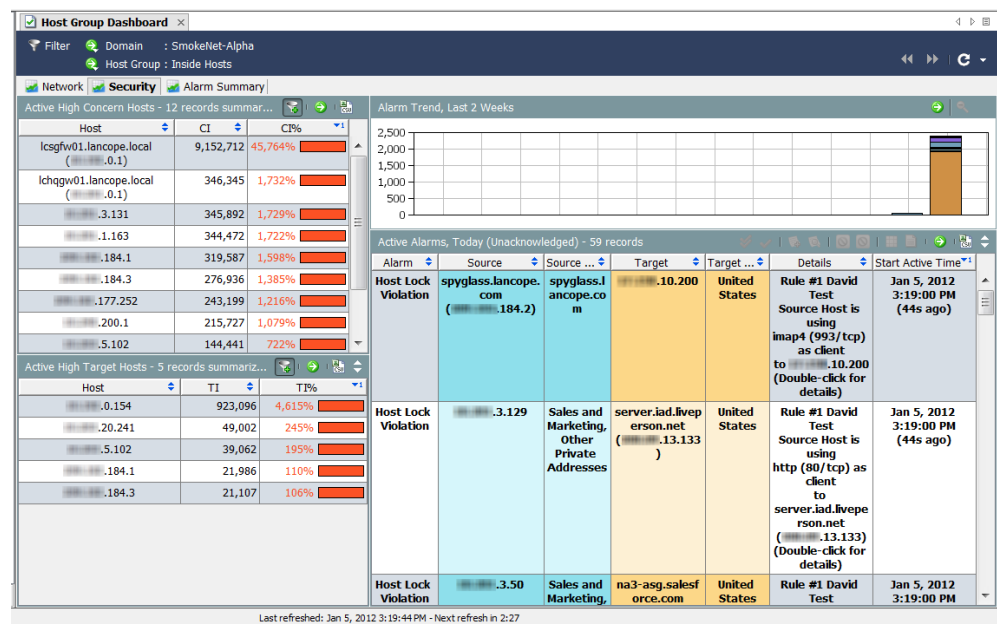 Host Group Dashboard ×
Filter Domain : SmokeNet-Alpha
Host Group : Inside Hosts
Network Security Alarm Summary
Active High Concern Hosts - 12 records summar...
Host CI CI% 1
lcsgfw01.lancope.local 9,152,712 45,764%
( .0.1)
lchqgw01.lancope.local 346,345 1,732%
( .0.1)
.3.131 345,892 1,729%
.1.163 344,472 1,722%
.184.1 319,587 1,598%
.184.3 276,936 1,385%
.177.252 243,199 1,216%
.200.1 215,727 1,079%
.5.102 144,441 722%
Active High Target Hosts - 5 records summariz...
Host TI TI% 1
.0.154 923,096 4,615%
.20.241 49,002 245%
.5.102 39,062 195%
.184.1 21,986 110%
.184.3 21,107 106%
Alarm Trend, Last 2 Weeks
2,500
2,000
1,500
1,000
500
0
Active Alarms, Today (Unacknowledged) - 59 records
Alarm Source Source ... Target Target ... Details Start Active Time 1
Host Lock
Violation
spyglass.lancope.
com
( .184.2)
spyglass.l
ancope.co
m
.10.200
United
States
Rule #1 David
Test
Source Host is
using
imap4 (993/tcp)
as client
to .10.200
(Double-click for
details)
Jan 5, 2012
3:19:00 PM
(44s ago)
Host Lock
Violation
.3.129
Sales and
Marketing,
Other
Private
Addresses
server.iad.livep
erson.net
( .13.133
)
United
States
Rule #1 David
Test
Source Host is
using
http (80/tcp) as
client
to
server.iad.livepe
rson.net
( .13.133)
(Double-click for
details)
Jan 5, 2012
3:19:00 PM
(44s ago)
Host Lock
Violation
.3.50
Sales and
Marketing,
na3-asg.salesf
orce.com
United
States
Rule #1 David
Test
Jan 5, 2012
3:19:00 PM
Last refreshed: Jan 5, 2012 3:19:44 PM - Next refresh in 2:27